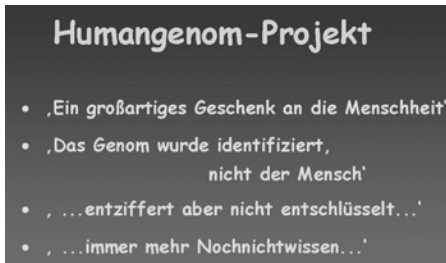 Humangenom-Projekt
• ‚Ein großartiges Geschenk an die Menschheit‘
• ‚Das Genom wurde identifiziert,
nicht der Mensch‘
• ‚ ...entziffert aber nicht entschlüsselt...‘
• ‚ ...immer mehr Nochnichtwissen...‘